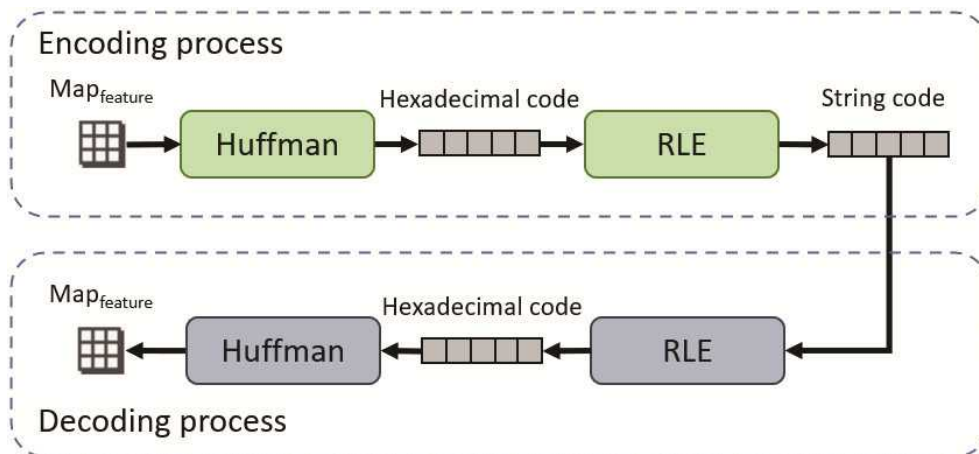 Encoding process
Map_feature
Hexadecimal code
String code
Huffman
RLE
Map_feature
Hexadecimal code
Huffman
RLE
Decoding process